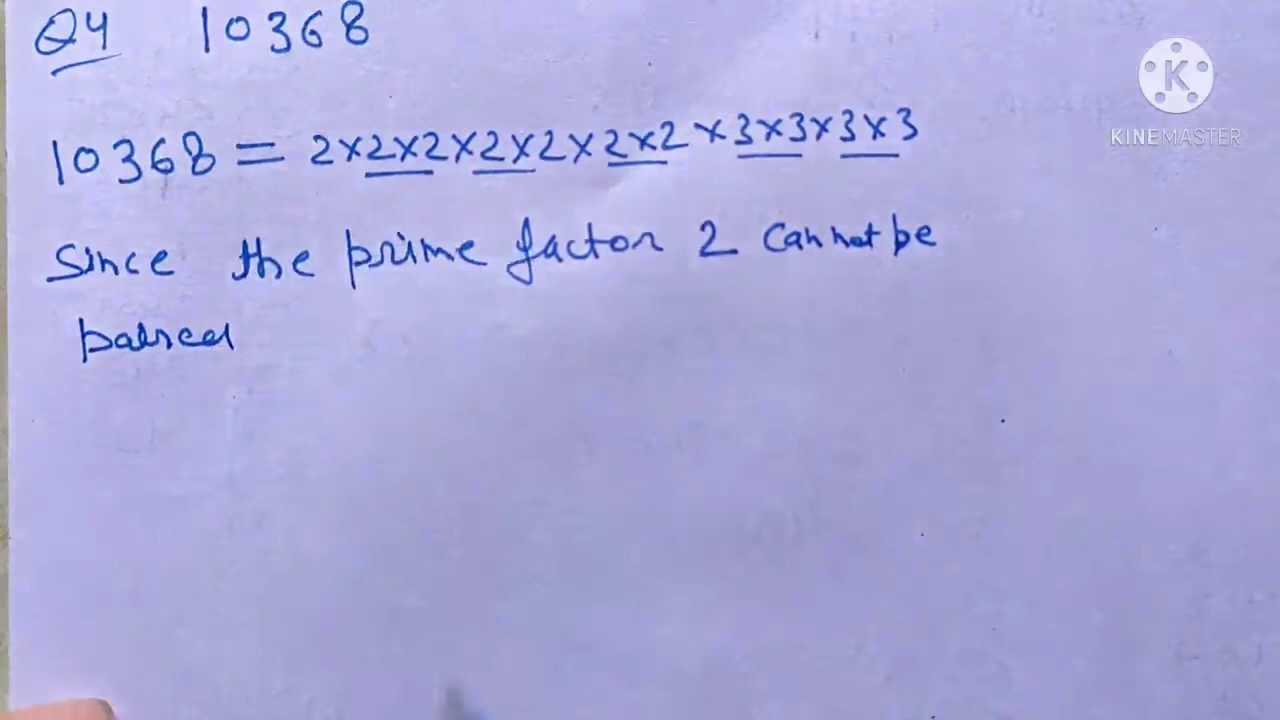 Q4 10368
K
KINEMASTER
10368 = 2×2×2×2×2×2×2×3×3×3×3
Since the prime factor 2 cannot be
paired